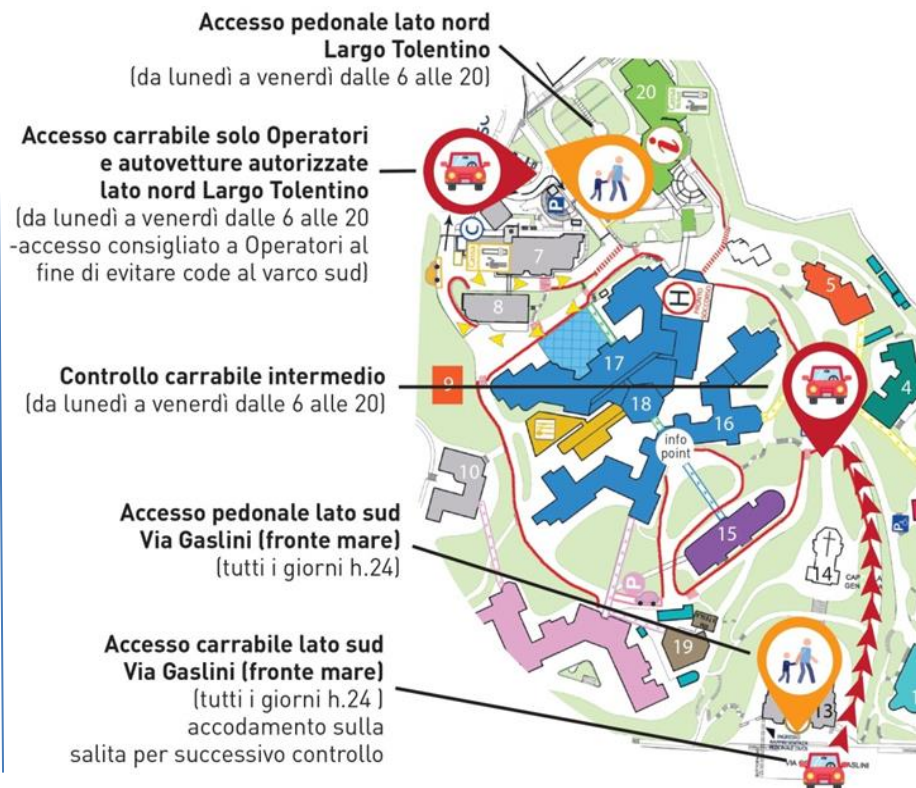 Accesso pedonale lato nord
Largo Tolentino
(da lunedì a venerdì dalle 6 alle 20)
Accesso carrabile solo Operatori
e autovetture autorizzate
lato nord Largo Tolentino
(da lunedì a venerdì dalle 6 alle 20
-accesso consigliato a Operatori al
fine di evitare code al varco sud)
Controllo carrabile intermedio
(da lunedì a venerdì dalle 6 alle 20)
Accesso pedonale lato sud
Via Gaslini (fronte mare)
(tutti i giorni h.24)
Accesso carrabile lato sud
Via Gaslini (fronte mare)
(tutti i giorni h.24 )
accodamento sulla
salita per successivo controllo
20
i
P
C
7
8
5
H
PRONTO
SOCCORSO
17
9
4
18
16
info
point
10
15
P
P
14
19
13